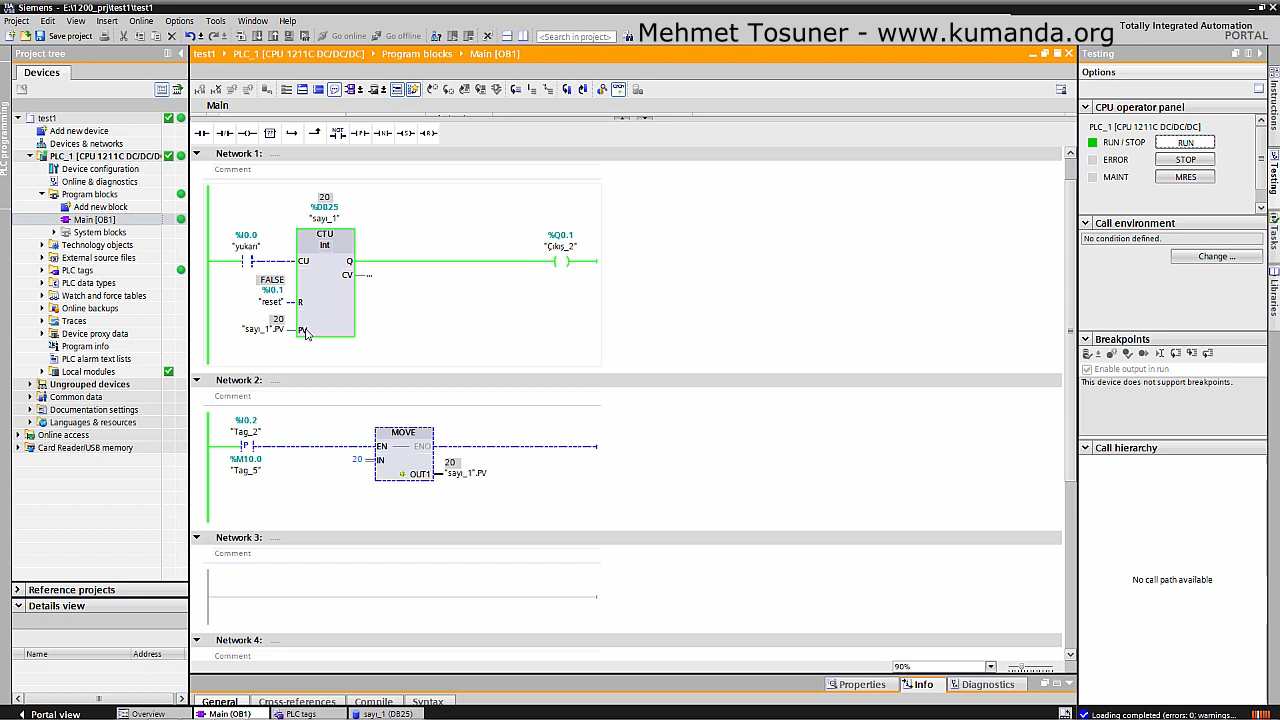 Siemens - E:\1200_prj\test1\test1
Mehmet Tosuner - www.kumanda.org
Project Edit View Insert Online Options Tools Window Help
Totally Integrated Automation
PORTAL
Save project
Go online
Go offline
<Search in project>
Project tree
Devices
PLC programming
test1
Add new device
Devices & networks
PLC_1 [CPU 1211C DC/DC/D
Device configuration
Online & diagnostics
Program blocks
Add new block
Main [OB1]
System blocks
Technology objects
External source files
PLC tags
PLC data types
Watch and force tables
Online backups
Traces
Device proxy data
Program info
PLC alarm text lists
Local modules
Ungrouped devices
Common data
Documentation settings
Languages & resources
Online access
Card Reader/USB memory
Reference projects
Details view
Name Address
test1 PLC_1 [CPU 1211C DC/DC/DC] Program blocks Main [OB1]
Main
Network 1: .....
Comment
20
%DB25
"sayı_1"
CTU
Int
%I0.0
"yukarı"
CU Q
CV ...
%Q0.1
"Çıkış_2"
FALSE
%I0.1
"reset" R
20
"sayı_1".PV PV
Network 2: .....
Comment
%I0.2
"Tag_2"
P
%M10.0
"Tag_5"
MOVE
EN ENO
20 IN
OUT1
20
"sayı_1".PV
Network 3: .....
Comment
Network 4: .....
Comment
90%
Properties Info Diagnostics
General Cross-references Compile Syntax
Testing
Options
CPU operator panel
PLC_1 [CPU 1211C DC/DC/DC]
RUN / STOP RUN
ERROR STOP
MAINT MRES
Call environment
No condition defined.
Change ...
Breakpoints
Enable output in run
This device does not support breakpoints.
Call hierarchy
No call path available
Instructions
Testing
Tasks
Libraries
Portal view
Overview
Main (OB1)
PLC tags
sayı_1 (DB25)
Loading completed (errors: 0; warnings...